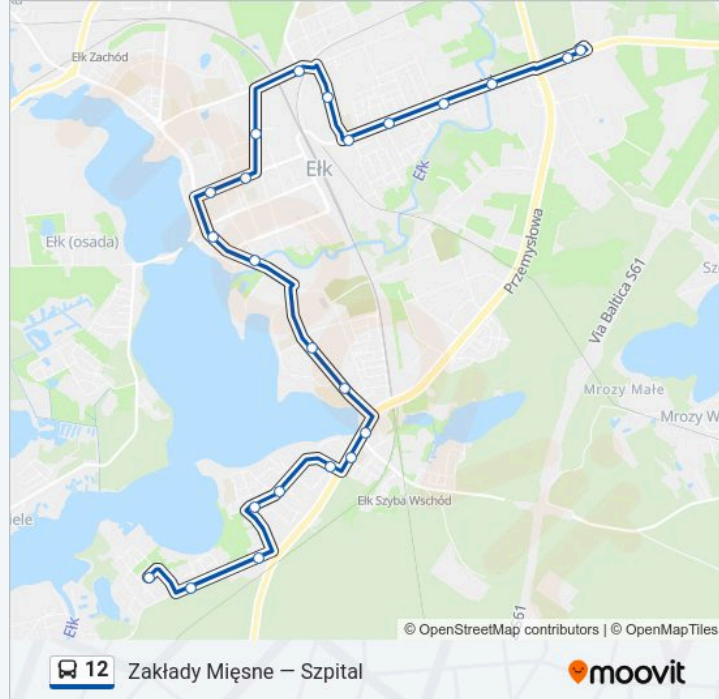 Ełk Zachód
Ełk
Ełk
Ełk (osada)
Przemysłowa
Via Baltica S61
Mrozy Małe
Mrozy W
Ełk Szyba Wschód
iele
Ełk
S61
© OpenStreetMap contributors | © OpenMapTiles
12 Zakłady Mięsne — Szpital
moovit